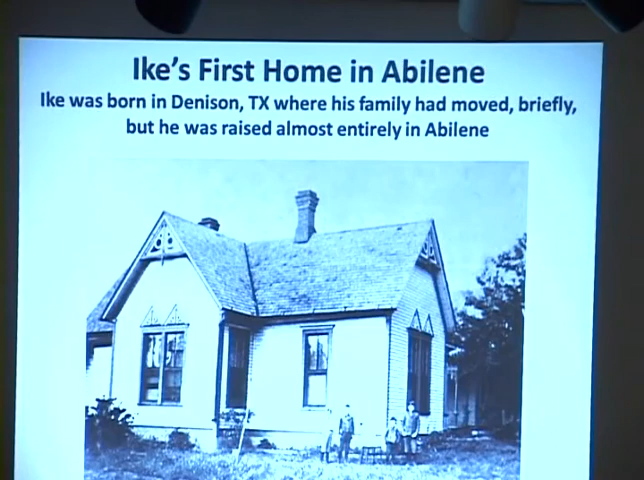 Ike's First Home in Abilene
Ike was born in Denison, TX where his family had moved, briefly,
but he was raised almost entirely in Abilene